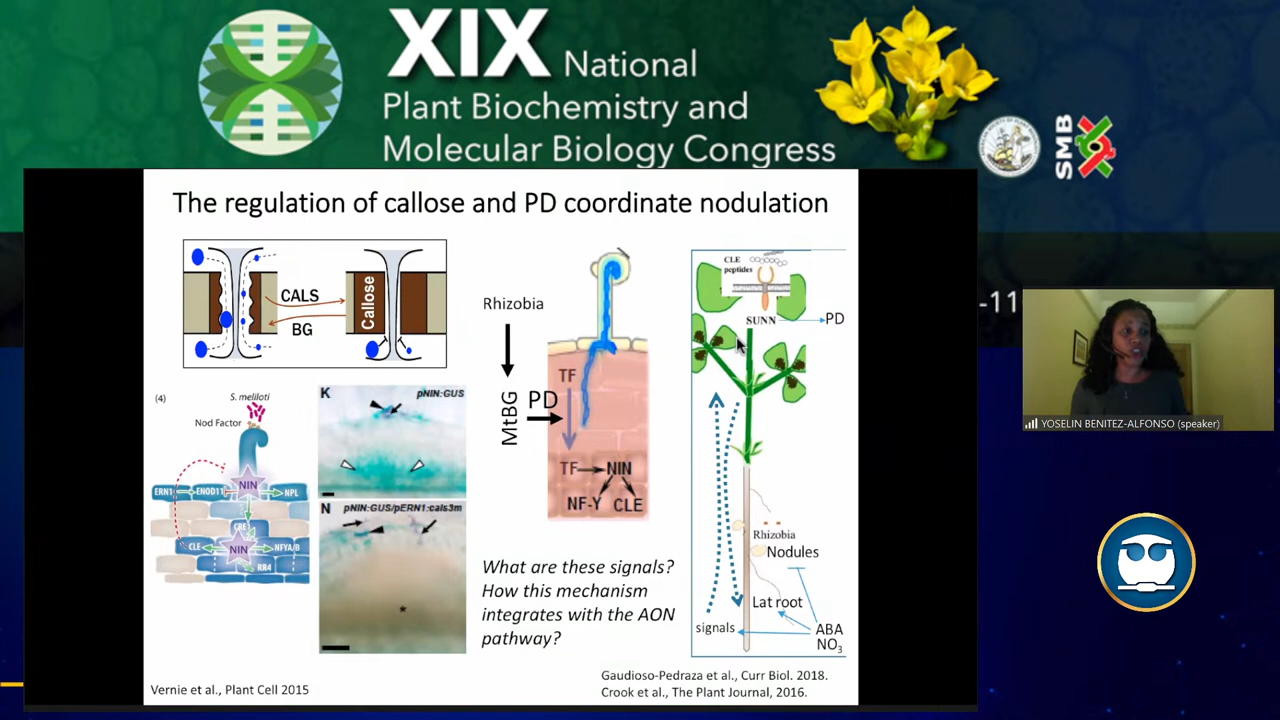 XIX National
Plant Biochemistry and
Molecular Biology Congress
SMB
The regulation of callose and PD coordinate nodulation
CALS
BG
Callose
(4)
S. meliloti
Nod Factor
NIN
ERN1
ENOD11
NPL
CRE1
CLE
NIN
NFYA/B
RR4
K
pNIN:GUS
N
pNIN:GUS/pERN1:cals3m
*
Vernie et al., Plant Cell 2015
Rhizobia
MtBG
PD
TF
TF
NIN
NF-Y
CLE
What are these signals?
How this mechanism
integrates with the AON
pathway?
CLE
peptides
SUNN
PD
Rhizobia
Nodules
Lat root
signals
ABA
NO3
Gaudioso-Pedraza et al., Curr Biol. 2018.
Crook et al., The Plant Journal, 2016.
-11
YOSELIN BENITEZ-ALFONSO (speaker)